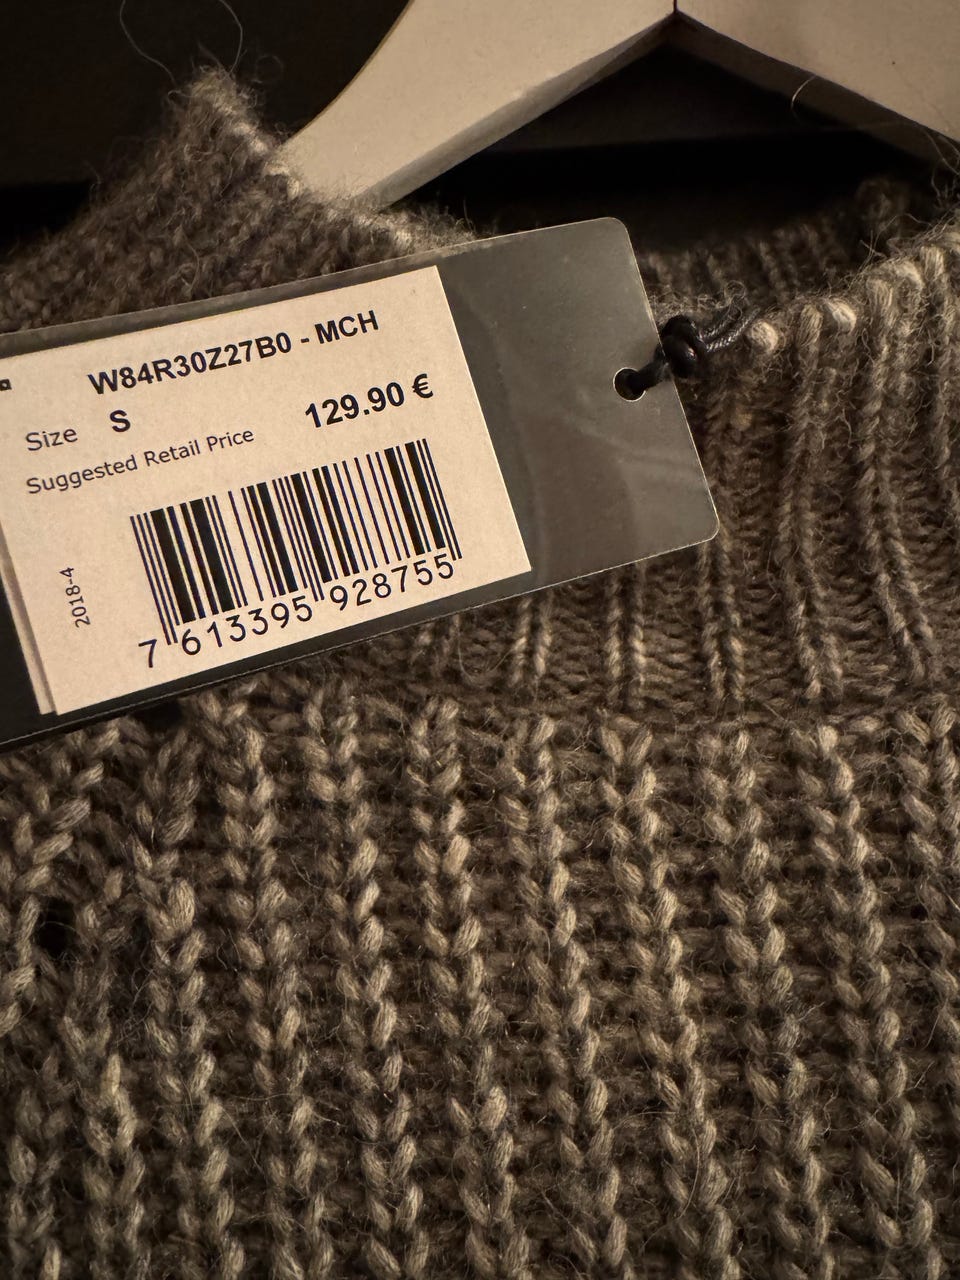 W84R30Z27B0 - MCH
Size S
129.90 €
Suggested Retail Price
2018-4
7 613395 928755